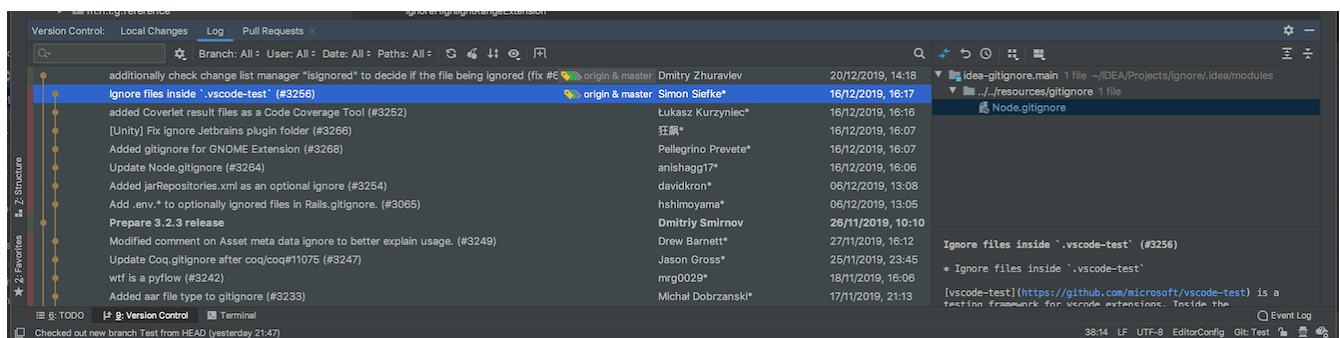 m.n.t.g.reference
IgnoreHighlightRangeExtension
Version Control: Local Changes Log Pull Requests
Branch: All User: All Date: All Paths: All
additionally check change list manager "isIgnored" to decide if the file being ignored (fix #6 origin & master Dmitry Zhuravlev 20/12/2019, 14:18
Ignore files inside `.vscode-test` (#3256) origin & master Simon Siefke* 16/12/2019, 16:17
added Coverlet result files as a Code Coverage Tool (#3252) Łukasz Kurzyniec* 16/12/2019, 16:16
[Unity] Fix ignore Jetbrains plugin folder (#3266) 狂飙* 16/12/2019, 16:07
Added gitignore for GNOME Extension (#3268) Pellegrino Prevete* 16/12/2019, 16:07
Update Node.gitignore (#3264) anishagg17* 16/12/2019, 16:06
Added jarRepositories.xml as an optional ignore (#3254) davidkron* 06/12/2019, 13:08
Add .env.* to optionally ignored files in Rails.gitignore. (#3065) hshimoyama* 06/12/2019, 13:05
Prepare 3.2.3 release Dmitriy Smirnov 26/11/2019, 10:10
Modified comment on Asset meta data ignore to better explain usage. (#3249) Drew Barnett* 27/11/2019, 16:12
Update Coq.gitignore after coq/coq#11075 (#3247) Jason Gross* 25/11/2019, 23:45
wtf is a pyflow (#3242) mrg0029* 18/11/2019, 16:06
Added aar file type to gitignore (#3233) Michał Dobrzanski* 17/11/2019, 21:13
idea-gitignore.main 1 file ~/IDEA/Projects/ignore/.idea/modules
../../resources/gitignore 1 file
Node.gitignore
Ignore files inside `.vscode-test` (#3256)
* Ignore files inside `.vscode-test`
[vscode-test](https://github.com/microsoft/vscode-test) is a
testing framework for vscode extensions. Inside the
Z: Structure
2: Favorites
6: TODO 9: Version Control Terminal Event Log
Checked out new branch Test from HEAD (yesterday 21:47) 38:14 LF UTF-8 EditorConfig Git: Test